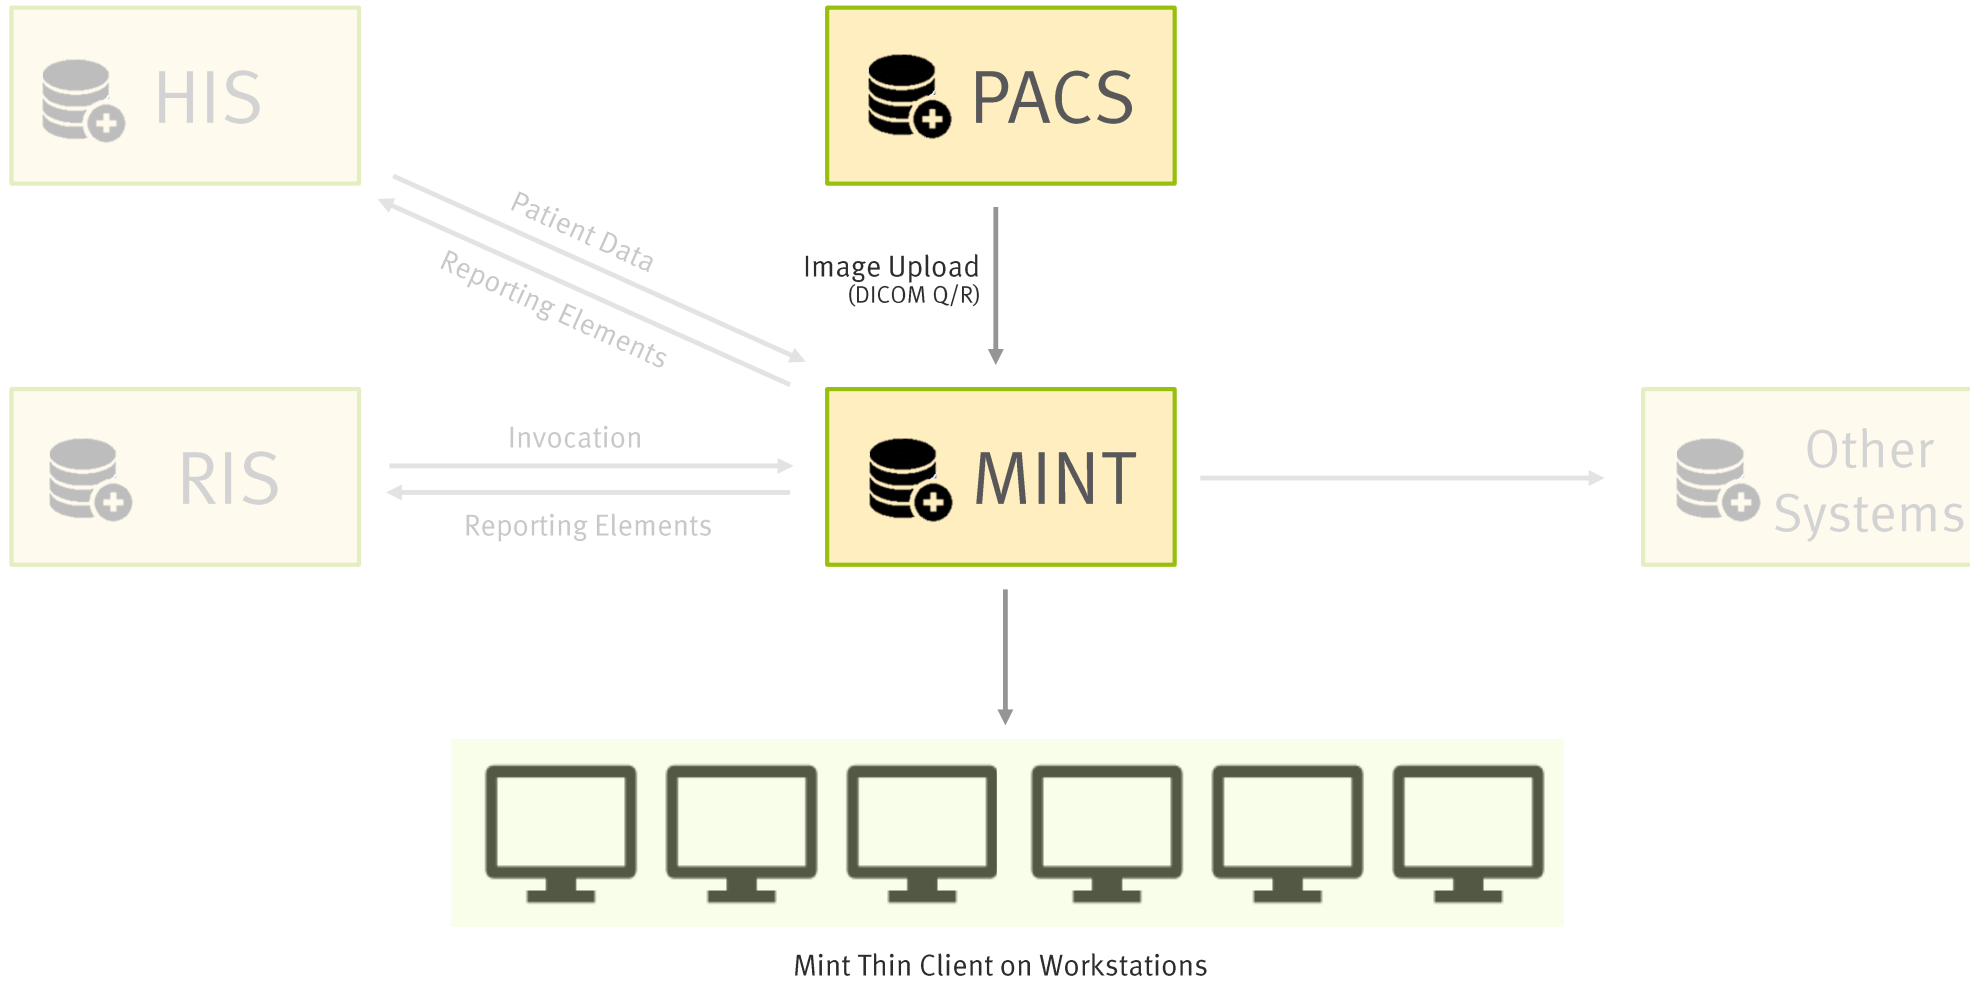 HIS
PACS
Patient Data
Reporting Elements
Image Upload
(DICOM Q/R)
RIS
Invocation
Reporting Elements
MINT
Other
Systems
Mint Thin Client on Workstations